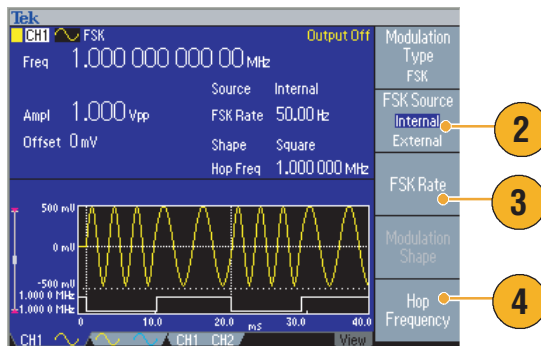 Tek
CH1 FSK Output Off
Freq 1.000 000 000 00 MHz
Source Internal
Ampl 1.000 Vpp FSK Rate 50.00 Hz
Offset 0 mV Shape Square
Hop Freq 1.000 000 MHz
500 mV
0 mV
-500 mV
1.000 0 MHz
1.000 0 MHz
0 10.0 20.0 ms 30.0 40.0
CH1 CH1 CH2 View
Modulation
Type
FSK
FSK Source
Internal
External
2
FSK Rate
3
Modulation
Shape
Hop
Frequency
4